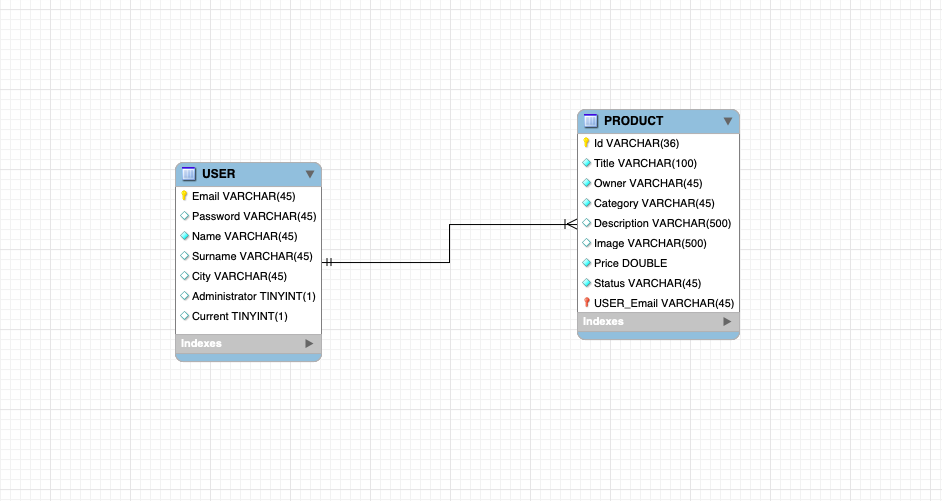 USER
Email VARCHAR(45)
Password VARCHAR(45)
Name VARCHAR(45)
Surname VARCHAR(45)
City VARCHAR(45)
Administrator TINYINT(1)
Current TINYINT(1)
Indexes
PRODUCT
Id VARCHAR(36)
Title VARCHAR(100)
Owner VARCHAR(45)
Category VARCHAR(45)
Description VARCHAR(500)
Image VARCHAR(500)
Price DOUBLE
Status VARCHAR(45)
USER_Email VARCHAR(45)
Indexes